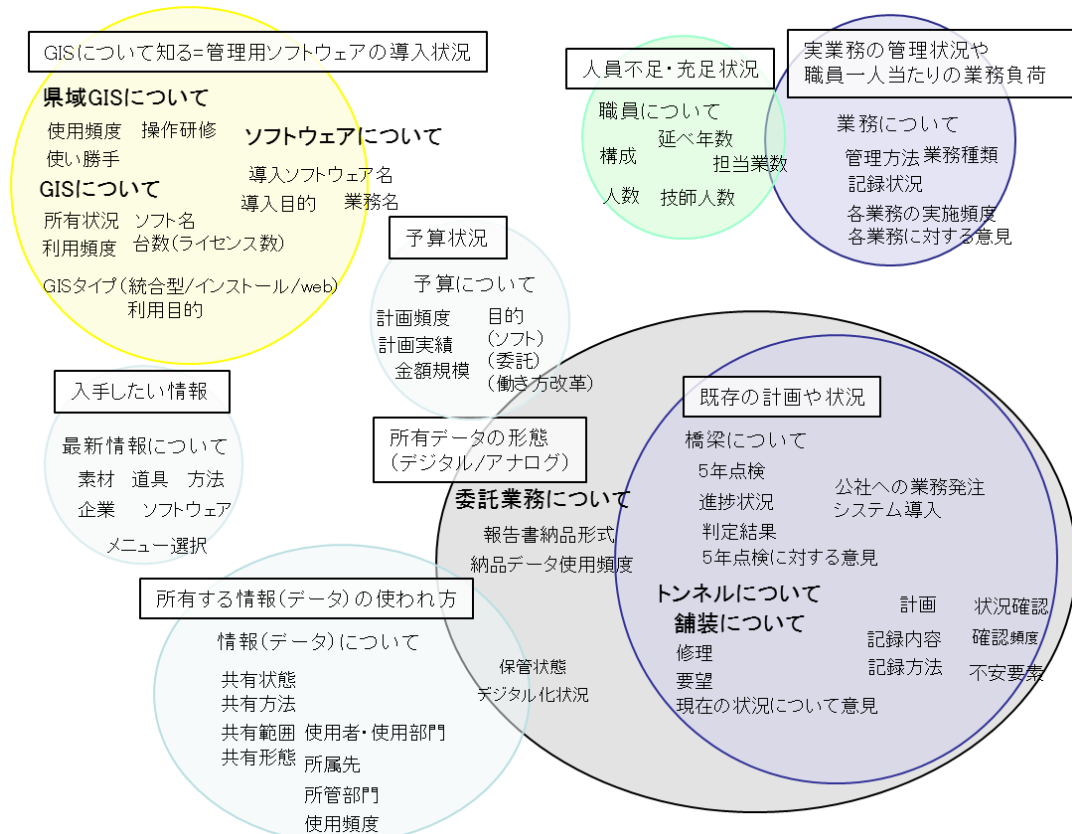 GISについて知る=管理用ソフトウェアの導入状況
県域GISについて
使用頻度 操作研修
使い勝手
ソフトウェアについて
導入ソフトウェア名
導入目的 業務名
GISについて
所有状況 ソフト名
利用頻度 台数(ライセンス数)
GISタイプ(統合型/インストール/web)
利用目的
人員不足・充足状況
職員について
延べ年数
構成
担当業数
人数 技師人数
実業務の管理状況や
職員一人当たりの業務負荷
業務について
管理方法 業務種類
記録状況
各業務の実施頻度
各業務に対する意見
予算状況
予算について
計画頻度 目的
計画実績 (ソフト)
(委託)
金額規模
(働き方改革)
入手したい情報
最新情報について
素材 道具 方法
企業 ソフトウェア
メニュー選択
所有データの形態
(デジタル/アナログ)
委託業務について
報告書納品形式
納品データ使用頻度
既存の計画や状況
橋梁について
5年点検
進捗状況
判定結果
5年点検に対する意見
公社への業務発注
システム導入
トンネルについて
舗装について
修理
要望
現在の状況について意見
計画 状況確認
記録内容 確認頻度
記録方法 不安要素
所有する情報(データ)の使われ方
情報(データ)について
共有状態
共有方法
共有範囲 使用者・使用部門
共有形態 所属先
所管部門
使用頻度
保管状態
デジタル化状況